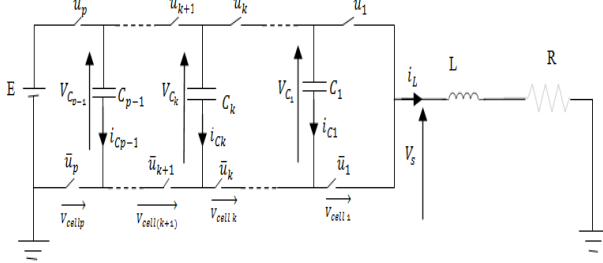 u_p u_{k+1} u_k u_1
E V_{C_{p-1}} C_{p-1} V_{C_k} C_k V_{C_1} C_1 i_L L R
i_{Cp-1} i_{Ck} i_{C1}
ū_p ū_{k+1} ū_k ū_1 V_s
V_{cellp} V_{cell(k+1)} V_{cell k} V_{cell 1}